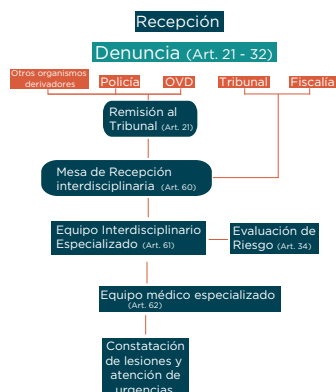 Recepción
Denuncia (Art. 21 - 32)
Otros organismos
derivadores
Policía
OVD
Tribunal
Fiscalía
Remisión al
Tribunal (Art. 21)
Mesa de Recepción
interdisciplinaria (Art. 60)
Equipo Interdisciplinario
Especializado (Art. 61)
Evaluación de
Riesgo (Art. 34)
Equipo médico especializado
(Art. 62)
Constatación
de lesiones y
atención de
urgencias